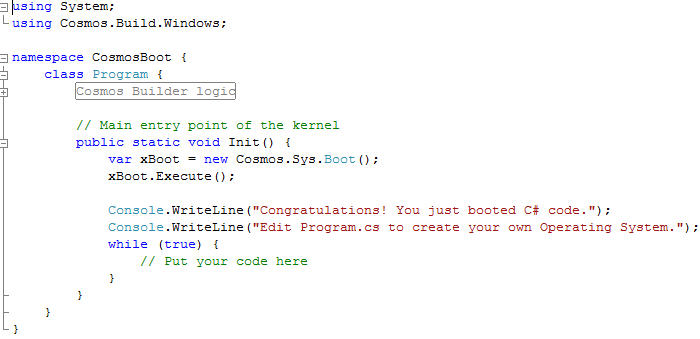 using System;
using Cosmos.Build.Windows;
namespace CosmosBoot {
class Program {
Cosmos Builder logic
// Main entry point of the kernel
public static void Init() {
var xBoot = new Cosmos.Sys.Boot();
xBoot.Execute();
Console.WriteLine("Congratulations! You just booted C# code.");
Console.WriteLine("Edit Program.cs to create your own Operating System.");
while (true) {
// Put your code here
}
}
}
}